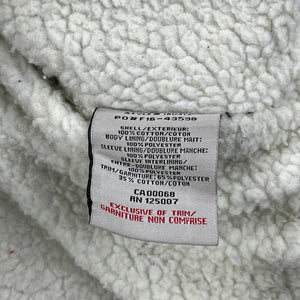 PO# F16-43598
SHELL/EXTERIEUR:
100% COTTON/COTON
BODY LINING/DOUBLURE MAIT:
100% POLYESTER
SLEEVE LINING/DOUBLURE MANCHE:
100% POLYESTER
SLEEVE INTERLINING/
ENTRE-DOUBLURE MANCHE:
100% POLYESTER
TRIM/GARNITURE: 65% POLYESTER
35% COTTON/COTON
CA00068
RN 125007
EXCLUSIVE OF TRIM/
GARNITURE NON COMPRISE